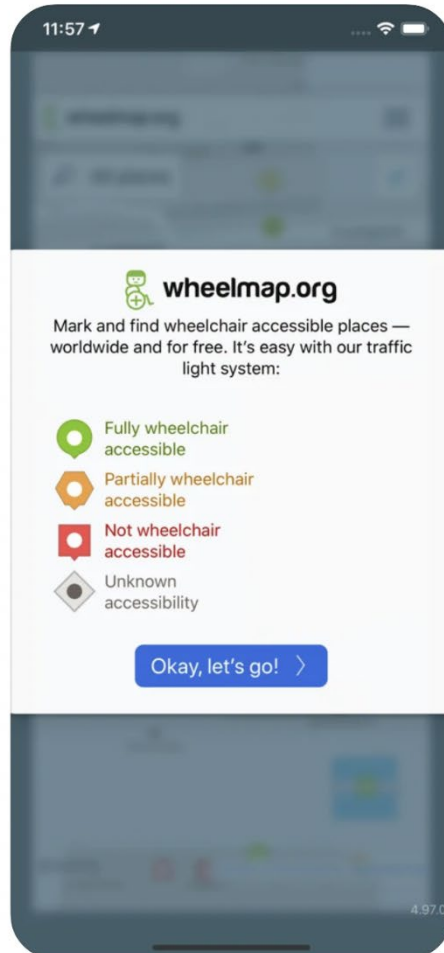 11:57
wheelmap.org
Mark and find wheelchair accessible places —
worldwide and for free. It's easy with our traffic
light system:
Fully wheelchair
accessible
Partially wheelchair
accessible
Not wheelchair
accessible
Unknown
accessibility
Okay, let's go!
4.97.0